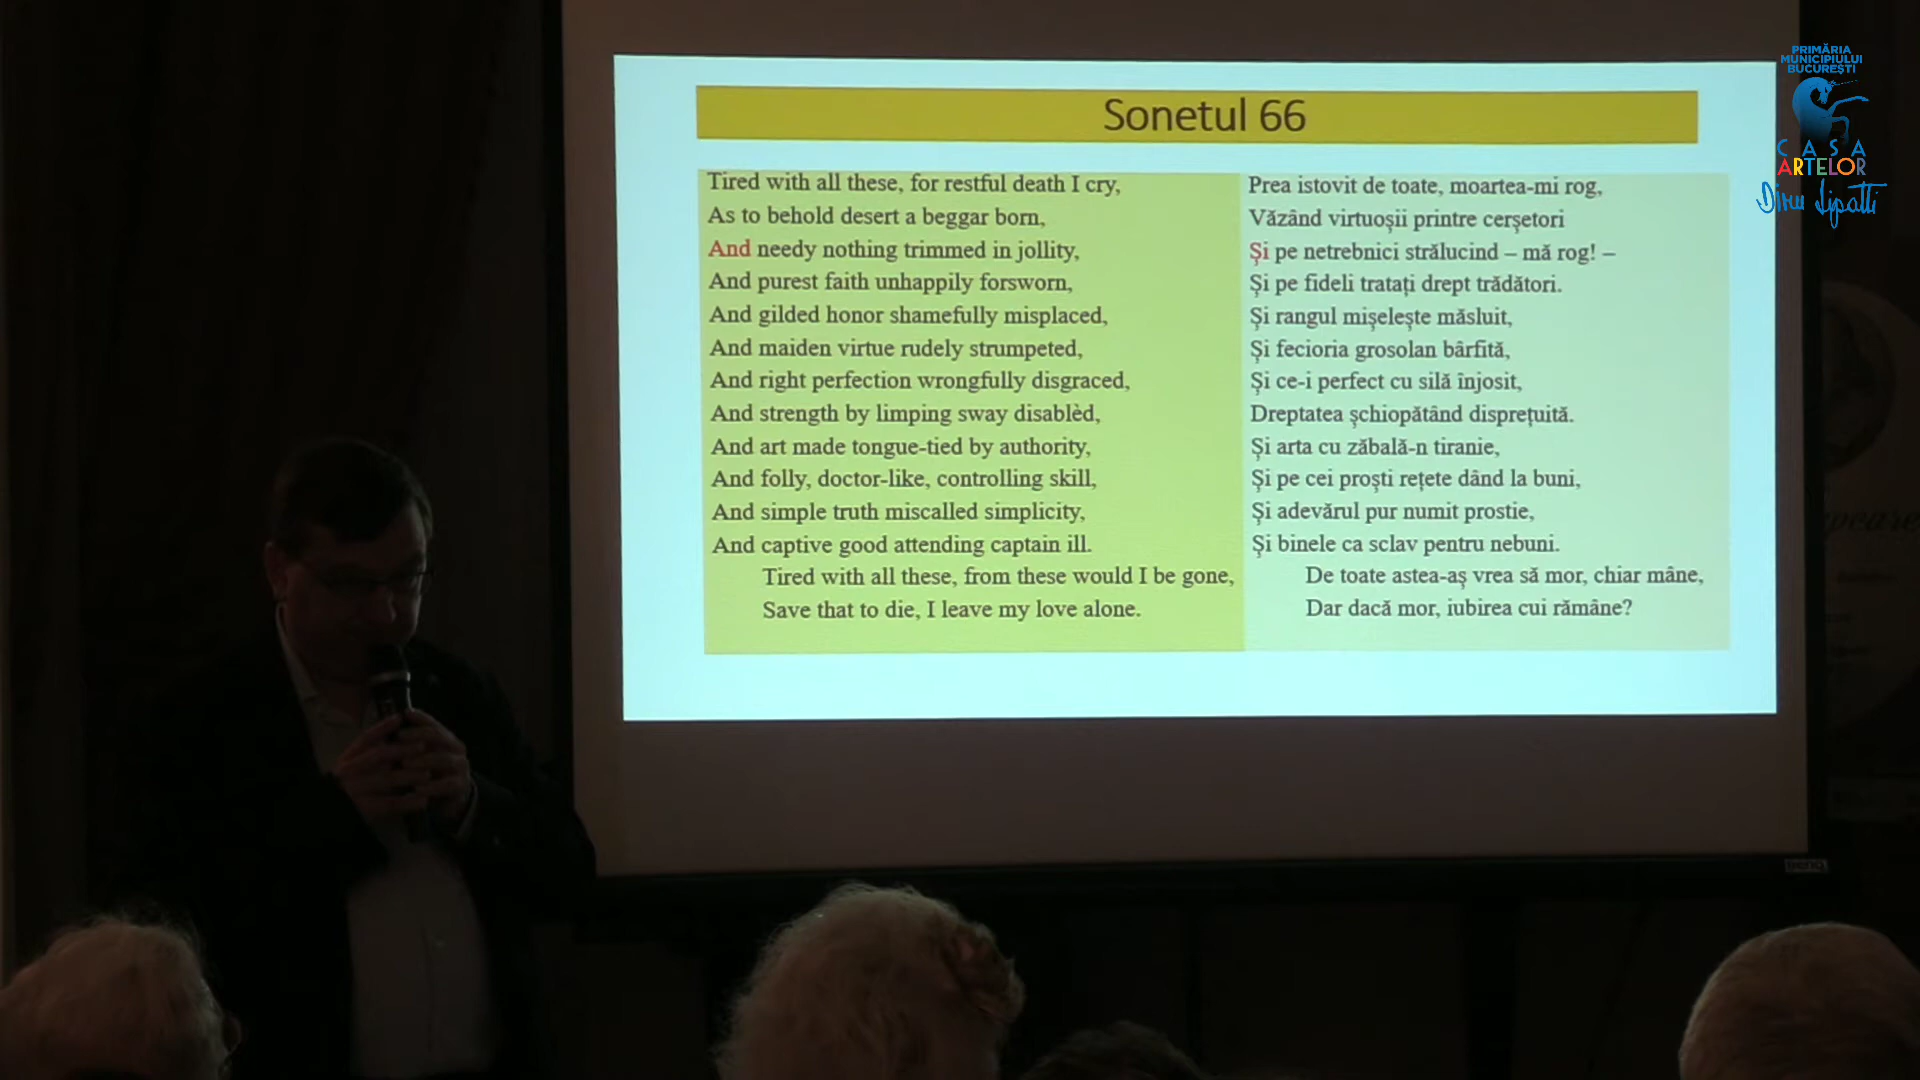 Sonetul 66
Tired with all these, for restful death I cry,
As to behold desert a beggar born,
And needy nothing trimmed in jollity,
And purest faith unhappily forsworn,
And gilded honor shamefully misplaced,
And maiden virtue rudely strumpeted,
And right perfection wrongfully disgraced,
And strength by limping sway disablèd,
And art made tongue-tied by authority,
And folly, doctor-like, controlling skill,
And simple truth miscalled simplicity,
And captive good attending captain ill.
Tired with all these, from these would I be gone,
Save that to die, I leave my love alone.
Prea istovit de toate, moartea-mi rog,
Văzând virtuoşii printre cerşetori
Şi pe netrebnici strălucind – mă rog! –
Şi pe fideli trataţi drept trădători.
Şi rangul mişeleşte măsluit,
Şi fecioria grosolan bârfită,
Şi ce-i perfect cu silă înjosit,
Dreptatea şchiopătând dispreţuită.
Şi arta cu zăbală-n tiranie,
Şi pe cei proşti reţete dând la buni,
Şi adevărul pur numit prostie,
Şi binele ca sclav pentru nebuni.
De toate astea-aş vrea să mor, chiar mâne,
Dar dacă mor, iubirea cui rămâne?
PRIMĂRIA
MUNICIPIULUI
BUCUREŞTI
CASA
ARTELOR
Dinu Lipatti
BenQ